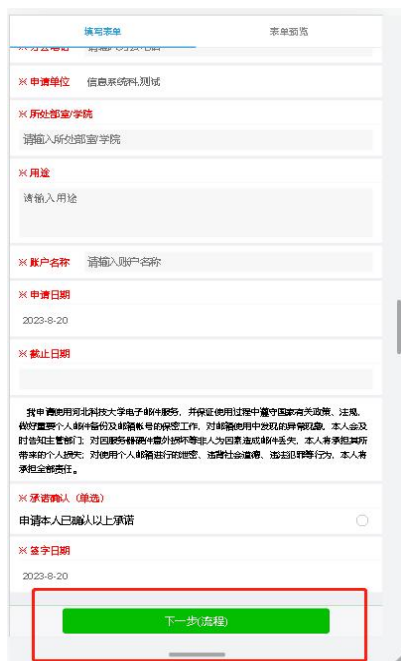 填写表单
表单预览
※ 申请单位 信息系统科,测试
※ 所处部室/学院
请输入所处部室/学院
※ 用途
请输入用途
※ 账户名称 请输入账户名称
※ 申请日期
2023-8-20
※ 截止日期
我申请使用河北科技大学电子邮件服务，并保证使用过程中遵守国家有关政策、法规，
做好重要个人邮件备份及邮箱帐号的保密工作，对邮箱使用中发现的异常现象，本人会及
时告知主管部门；对因服务器硬件意外损坏等非人为因素造成邮件丢失，本人将承担其所
带来的个人损失；对使用个人邮箱进行的泄密、违背社会道德、违法犯罪等行为，本人将
承担全部责任。
※ 承诺确认（单选）
申请本人已确认以上承诺
※ 签字日期
2023-8-20
下一步(流程)